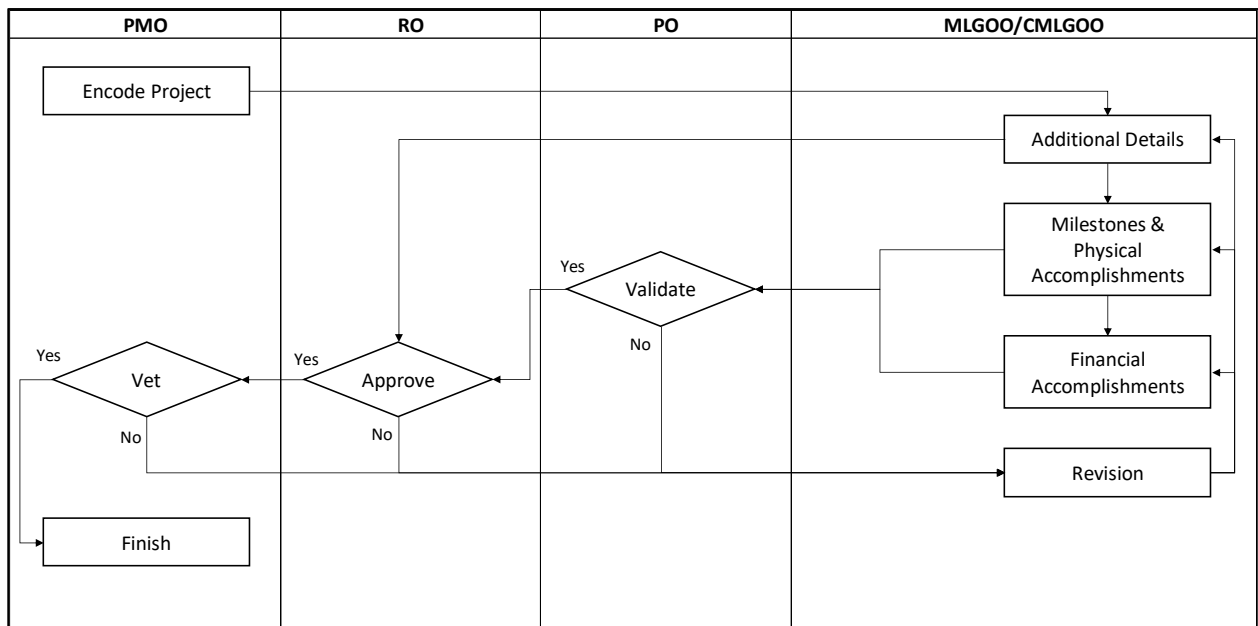 PMO
RO
PO
MLGOO/CMLGOO
Encode Project
Additional Details
Milestones &
Physical
Accomplishments
Yes
Validate
No
Financial
Accomplishments
Yes
Vet
No
Yes
Approve
No
Revision
Finish